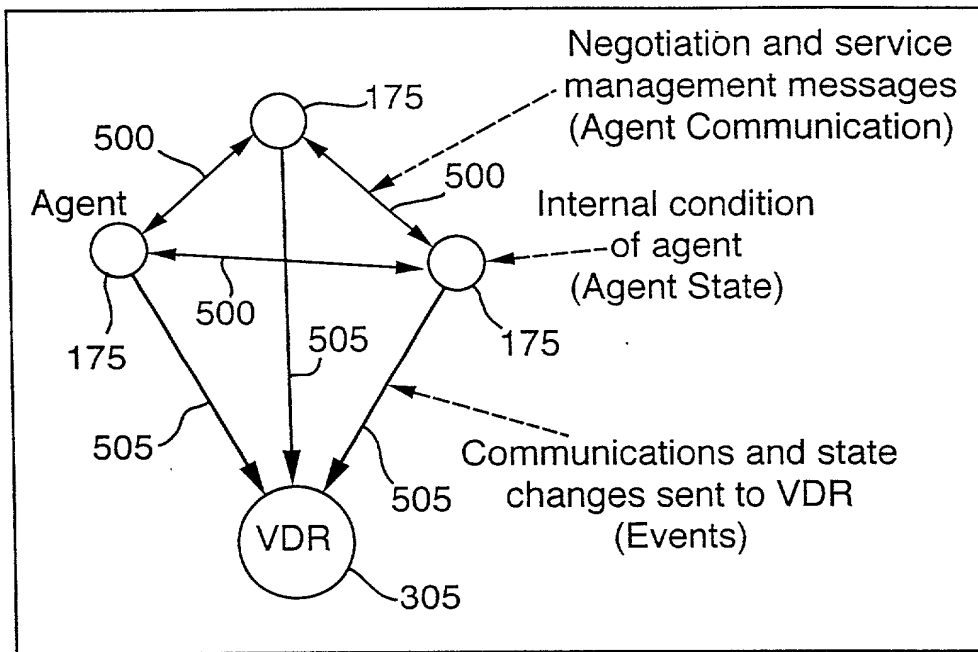 Negotiation and service
management messages
(Agent Communication)
175
500
500
Agent
Internal condition
of agent
(Agent State)
500
175
505
175
505
505
Communications and state
changes sent to VDR
(Events)
VDR
305